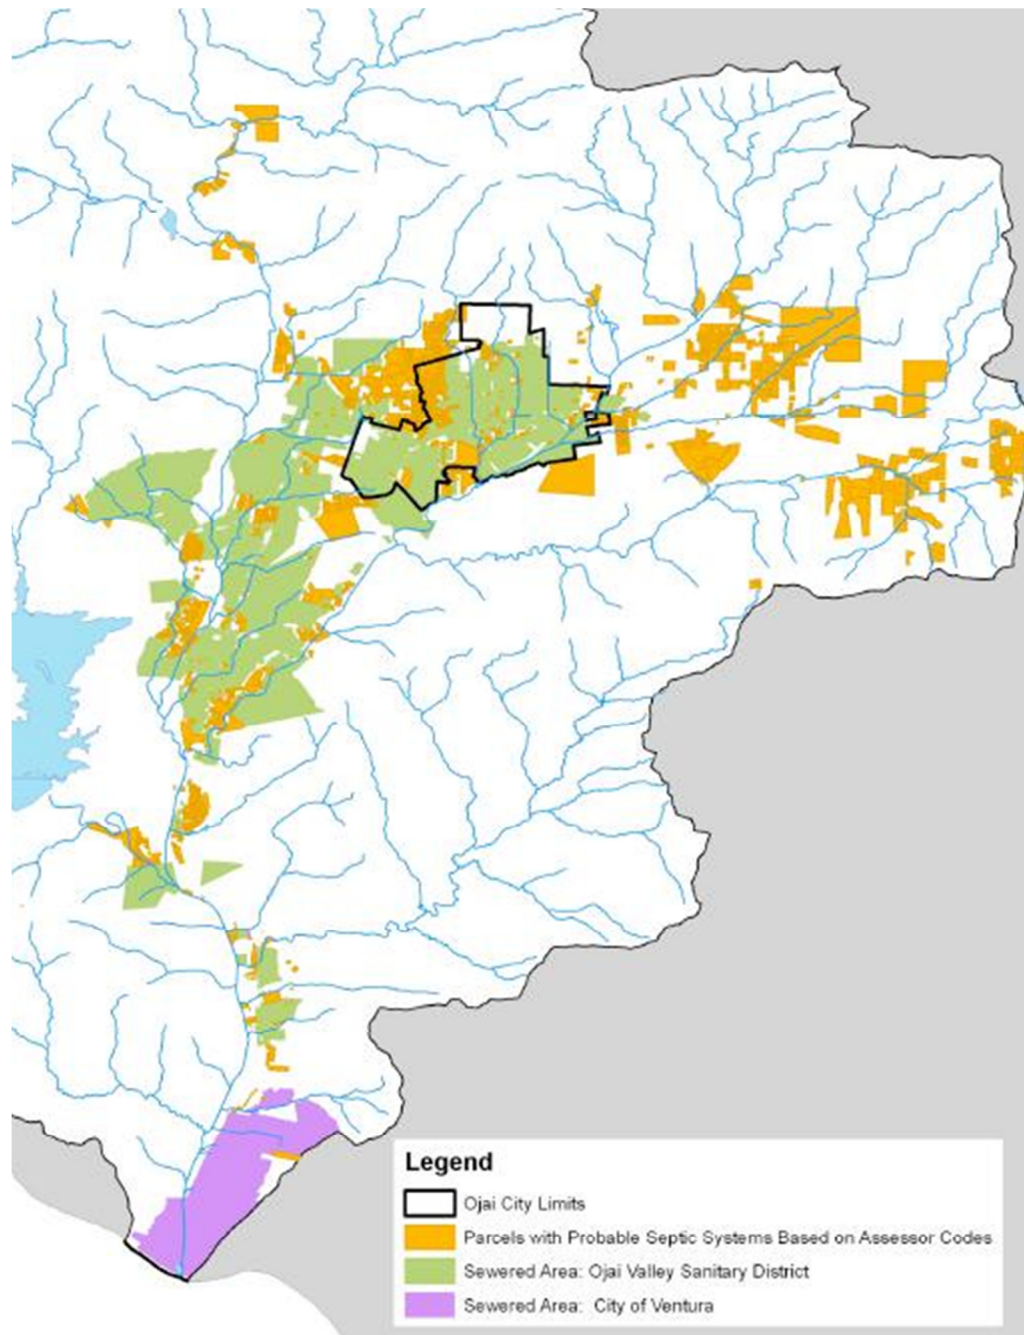 Legend
Ojai City Limits
Parcels with Probable Septic Systems Based on Assessor Codes
Sewered Area: Ojai Valley Sanitary District
Sewered Area: City of Ventura